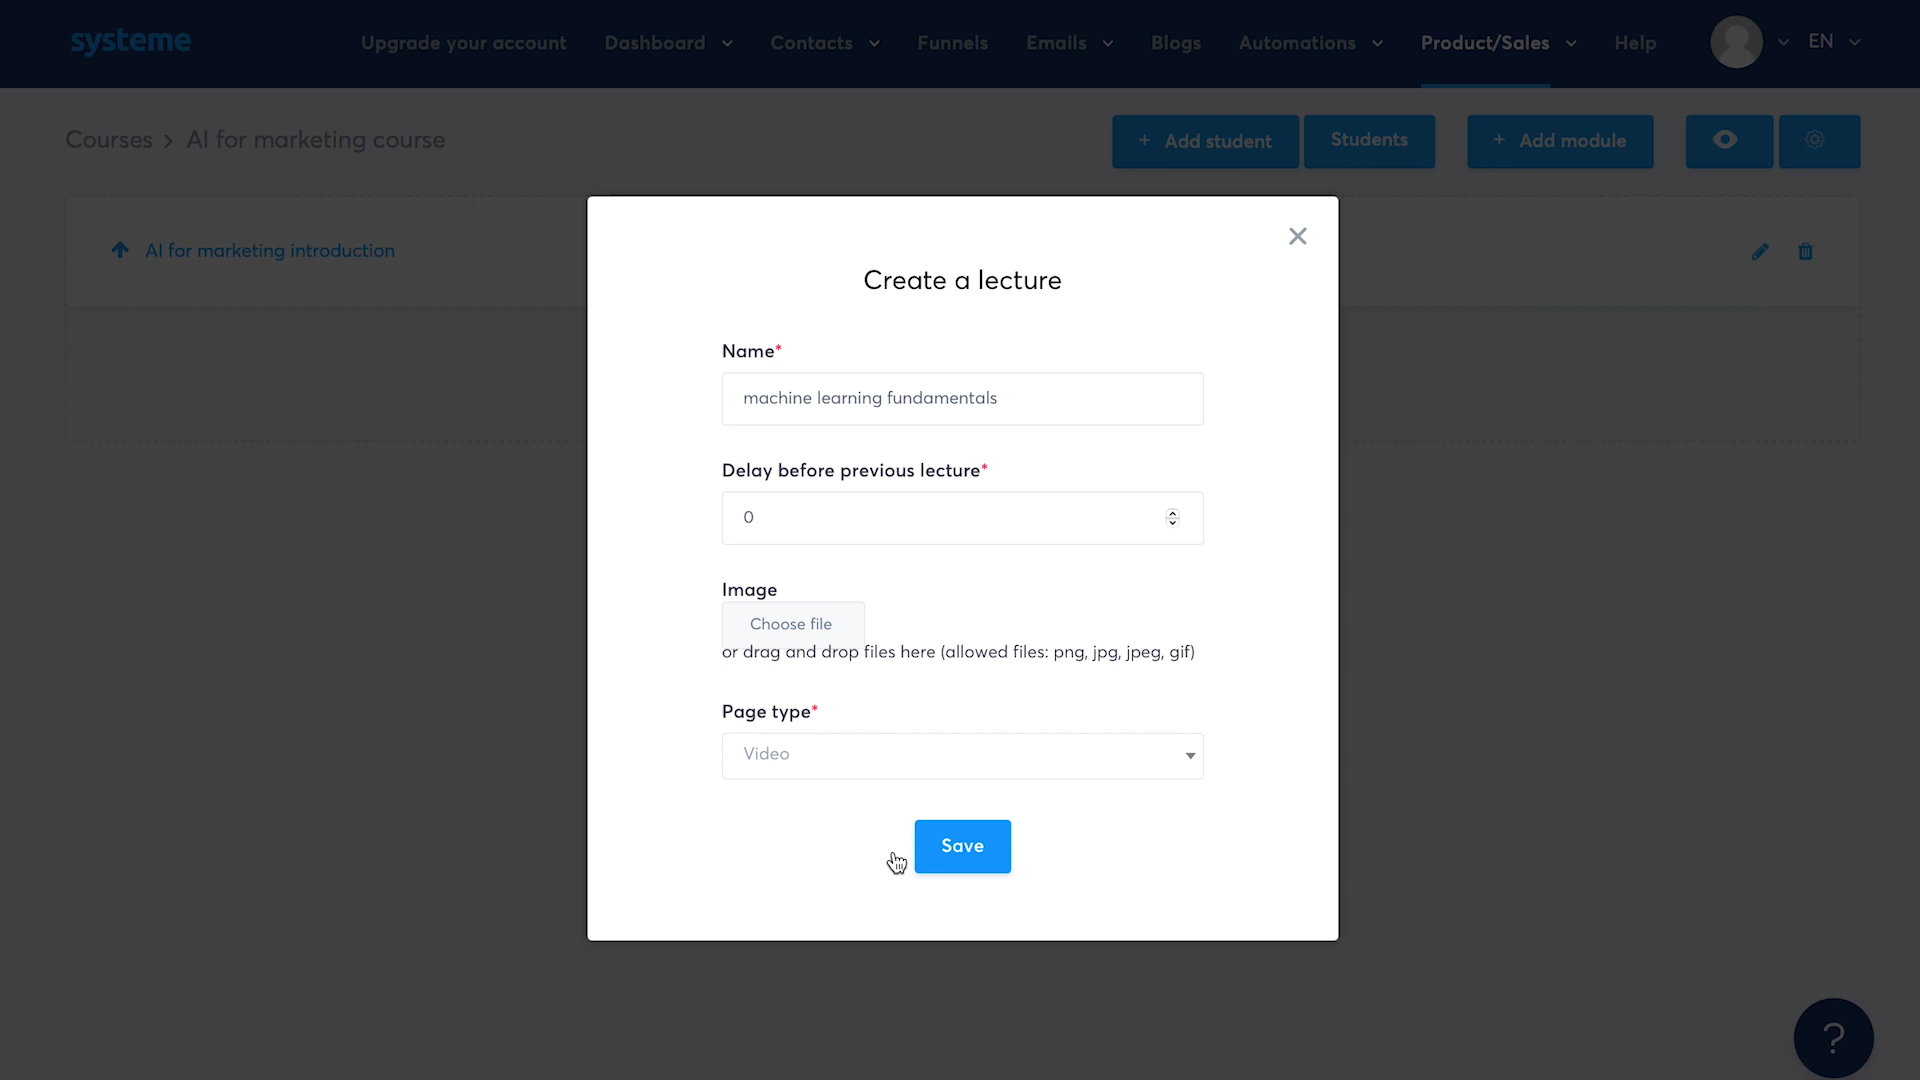 systeme
Upgrade your account
Dashboard
Contacts
Funnels
Emails
Blogs
Automations
Product/Sales
Help
EN
Courses > AI for marketing course
+ Add student
Students
+ Add module
AI for marketing introduction
Create a lecture
Name*
machine learning fundamentals
Delay before previous lecture*
0
Image
Choose file
or drag and drop files here (allowed files: png, jpg, jpeg, gif)
Page type*
Video
Save
?